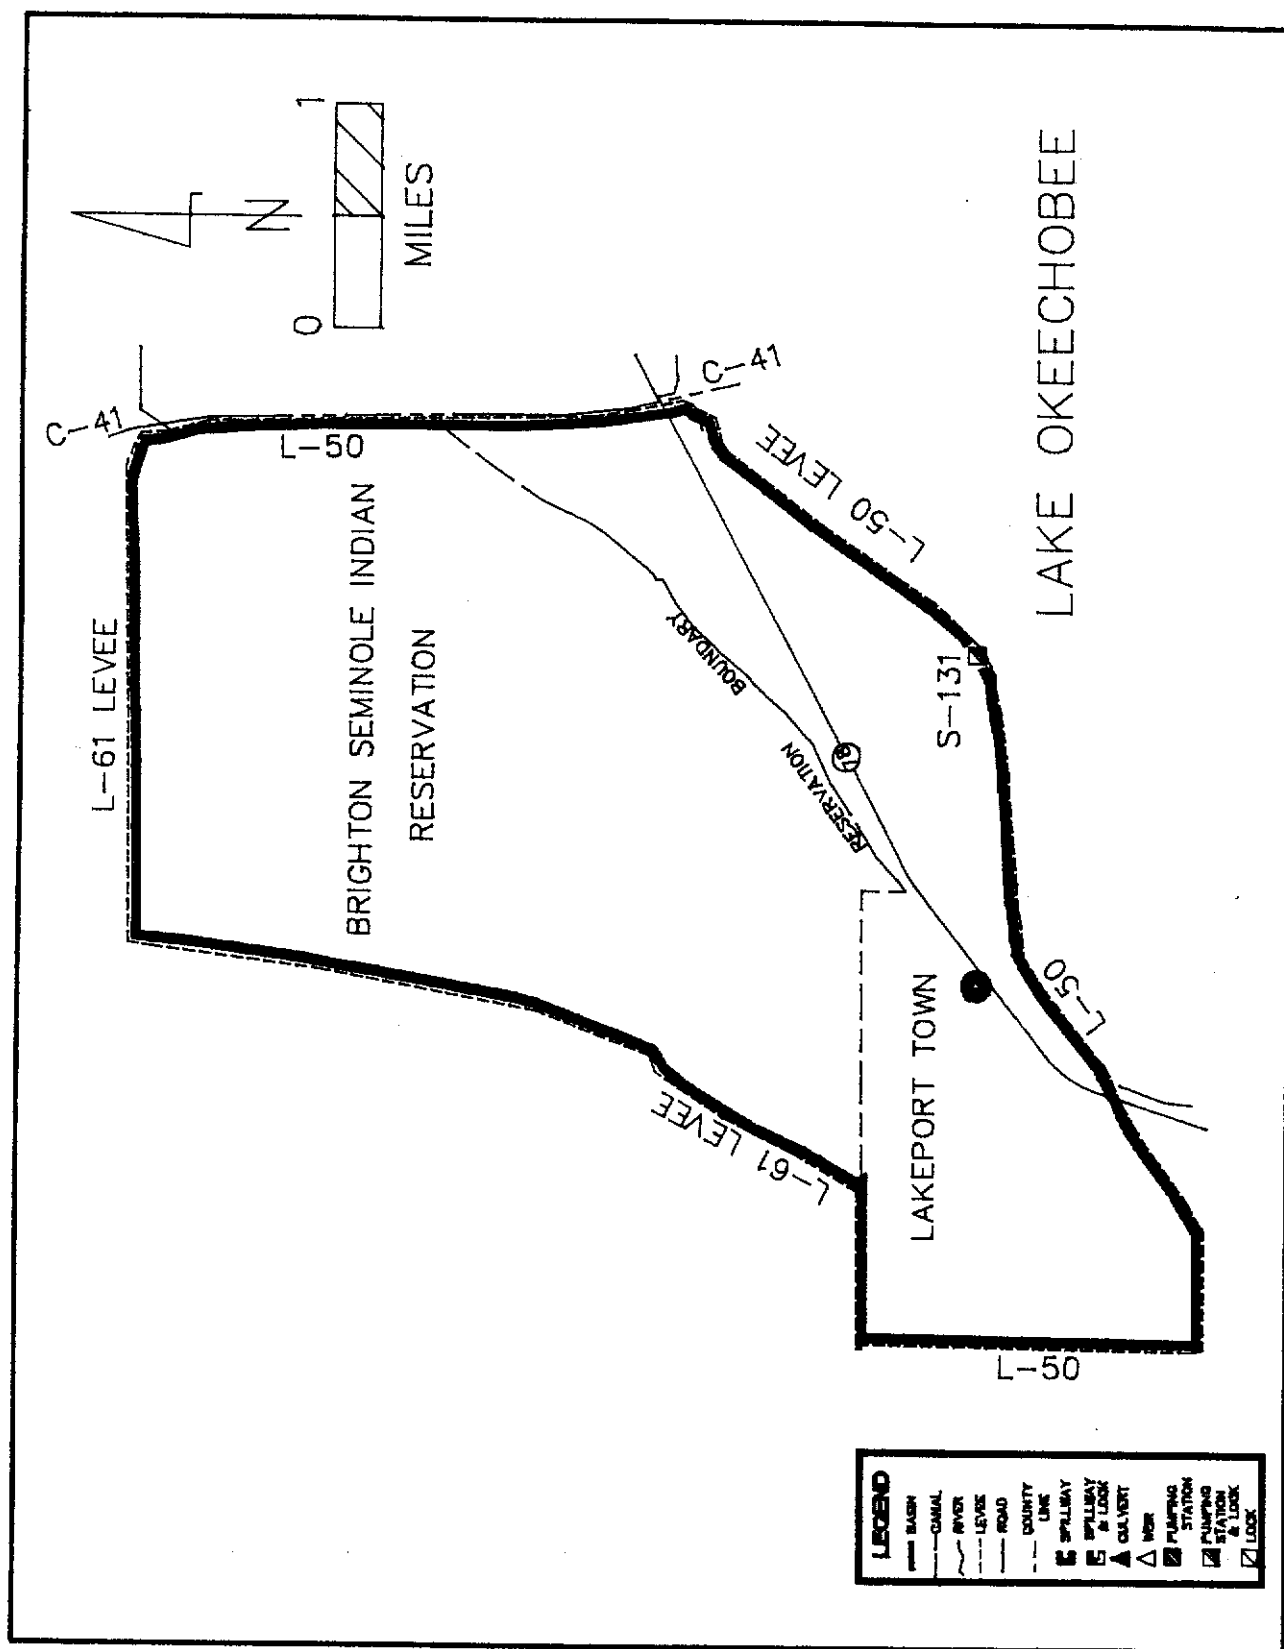 C-41
L-61 LEVEE
L-50
BRIGHTON SEMINOLE INDIAN
RESERVATION
N
0
1
MILES
C-41
L-50 LEVEE
BOUNDARY
RESERVATION
78
S-131
LAKE OKEECHOBEE
L-61 LEVEE
LAKEPORT TOWN
L-50
L-50
LEGEND
BASIN
CANAL
RIVER
LEVEE
ROAD
COUNTY
LINE
SPILLWAY
SPILLWAY
& LOCK
CULVERT
WEIR
PUMPING
STATION
PUMPING
STATION
& LOCK
LOCK